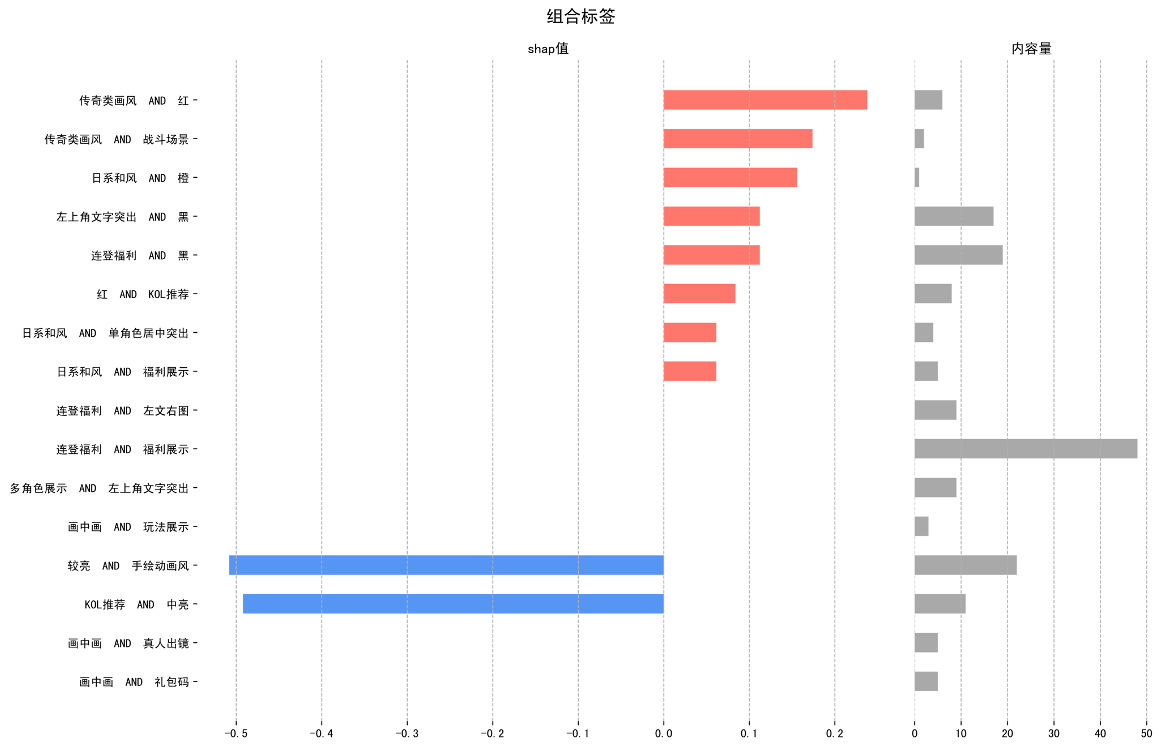 组合标签
shap值
内容量
传奇类画风 AND 红
传奇类画风 AND 战斗场景
日系和风 AND 橙
左上角文字突出 AND 黑
连登福利 AND 黑
红 AND KOL推荐
日系和风 AND 单角色居中突出
日系和风 AND 福利展示
连登福利 AND 左文右图
连登福利 AND 福利展示
多角色展示 AND 左上角文字突出
画中画 AND 玩法展示
较亮 AND 手绘动画风
KOL推荐 AND 中亮
画中画 AND 真人出镜
画中画 AND 礼包码
-0.5 -0.4 -0.3 -0.2 -0.1 0.0 0.1 0.2
0 10 20 30 40 50